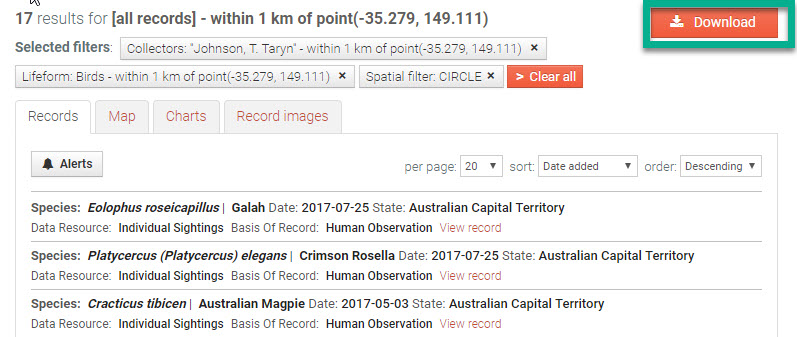 17 results for [all records] - within 1 km of point(-35.279, 149.111)
Download
Selected filters: Collectors: "Johnson, T. Taryn" - within 1 km of point(-35.279, 149.111) ×
Lifeform: Birds - within 1 km of point(-35.279, 149.111) × Spatial filter: CIRCLE × > Clear all
Records Map Charts Record images
Alerts per page: 20 sort: Date added order: Descending
Species: Eolophus roseicapillus | Galah Date: 2017-07-25 State: Australian Capital Territory
Data Resource: Individual Sightings Basis Of Record: Human Observation View record
Species: Platycercus (Platycercus) elegans | Crimson Rosella Date: 2017-07-25 State: Australian Capital Territory
Data Resource: Individual Sightings Basis Of Record: Human Observation View record
Species: Cracticus tibicen | Australian Magpie Date: 2017-05-03 State: Australian Capital Territory
Data Resource: Individual Sightings Basis Of Record: Human Observation View record